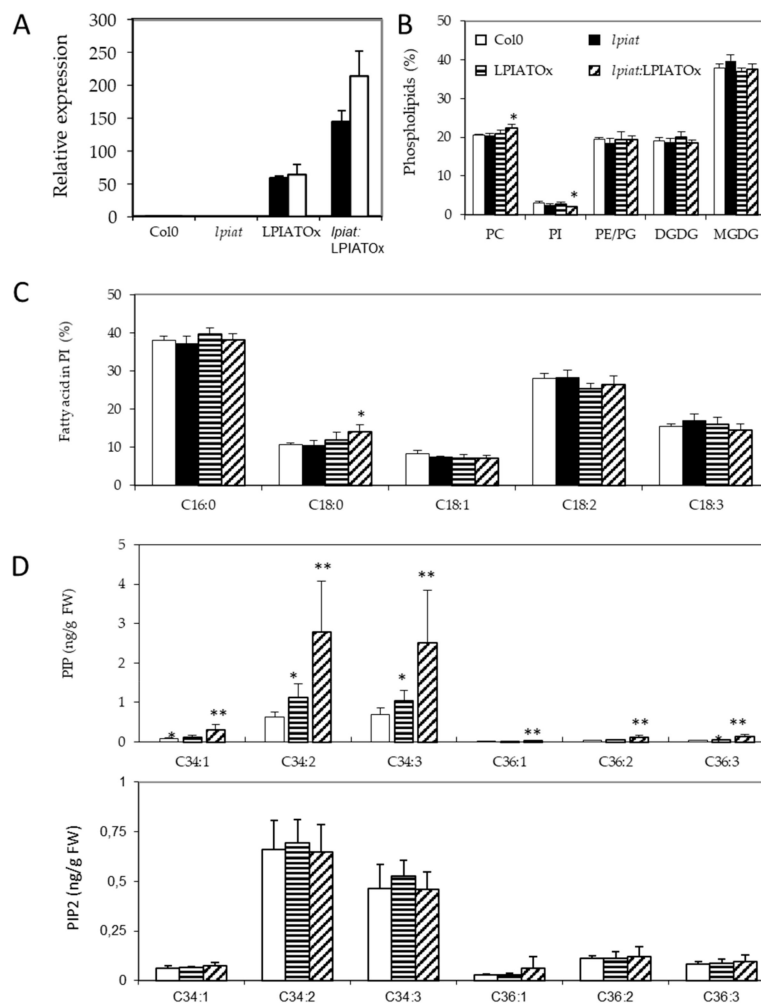 A
Relative expression
300
250
200
150
100
50
0
Col0
lpiat
LPIATOx
lpiat:
LPIATOx
B
Col0
lpiat
LPIATOx
lpiat:LPIATOx
Phospholipids (%)
50
40
30
20
10
0
*
*
PC
PI
PE/PG
DGDG
MGDG
C
Fatty acid in PI (%)
50
40
30
20
10
0
*
C16:0
C18:0
C18:1
C18:2
C18:3
D
PIP (ng/g FW)
5
4
3
2
1
0
* **
* **
* **
**
**
* **
C34:1
C34:2
C34:3
C36:1
C36:2
C36:3
PIP2 (ng/g FW)
1
0,75
0,5
0,25
0
C34:1
C34:2
C34:3
C36:1
C36:2
C36:3